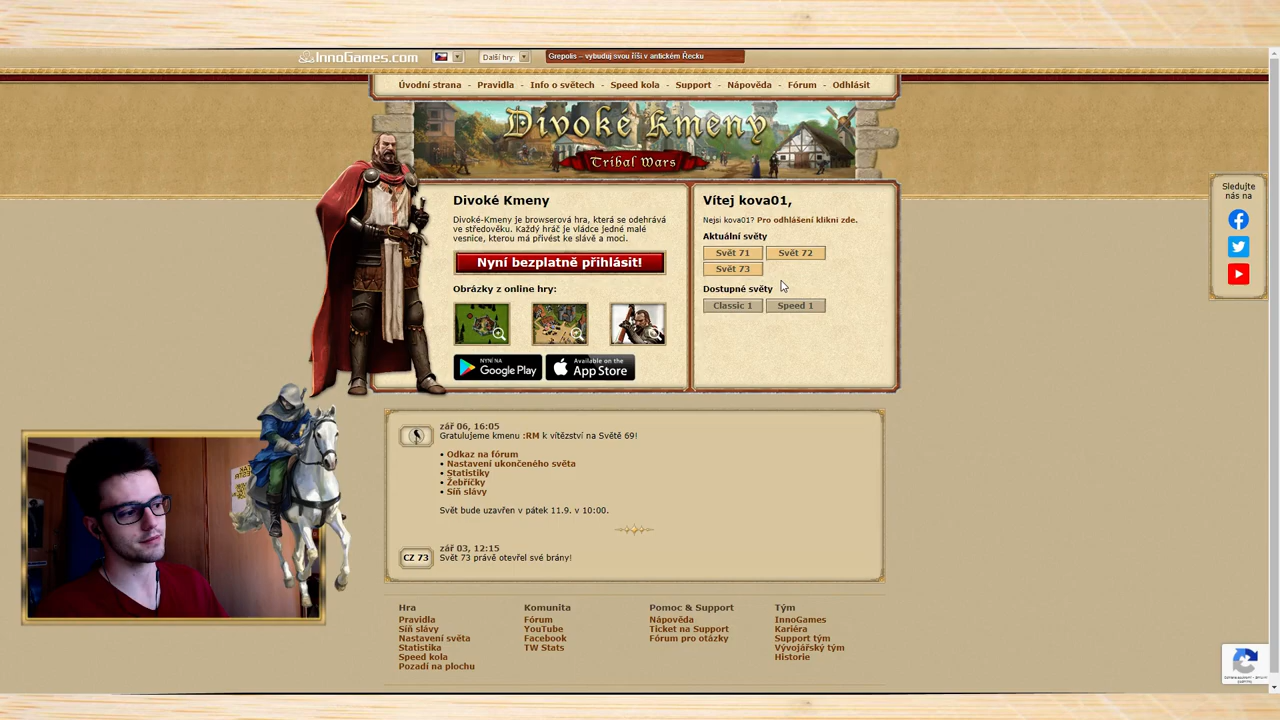 InnoGames.com
Další hry:
Grepolis – vybuduj svou říši v antickém Řecku
Úvodní strana - Pravidla - Info o světech - Speed kola - Support - Nápověda - Fórum - Odhlásit
Divoké Kmeny
Tribal Wars
Divoké Kmeny
Divoké-Kmeny je browserová hra, která se odehrává
ve středověku. Každý hráč je vládce jedné malé
vesnice, kterou má přivést ke slávě a moci.
Nyní bezplatně přihlásit!
Obrázky z online hry:
NYNÍ NA
Google Play
Available on the
App Store
Vítej kova01,
Nejsi kova01? Pro odhlášení klikni zde.
Aktuální světy
Svět 71
Svět 72
Svět 73
Dostupné světy
Classic 1
Speed 1
Sledujte
nás na
zář 06, 16:05
Gratulujeme kmenu :RM k vítězství na Světě 69!
• Odkaz na fórum
• Nastavení ukončeného světa
• Statistiky
• Žebříčky
• Síň slávy
Svět bude uzavřen v pátek 11.9. v 10:00.
CZ 73
zář 03, 12:15
Svět 73 právě otevřel své brány!
Hra
Pravidla
Síň slávy
Nastavení světa
Statistika
Speed kola
Pozadí na plochu
Komunita
Fórum
YouTube
Facebook
TW Stats
Pomoc & Support
Nápověda
Ticket na Support
Fórum pro otázky
Tým
InnoGames
Kariéra
Support tým
Vývojářský tým
Historie